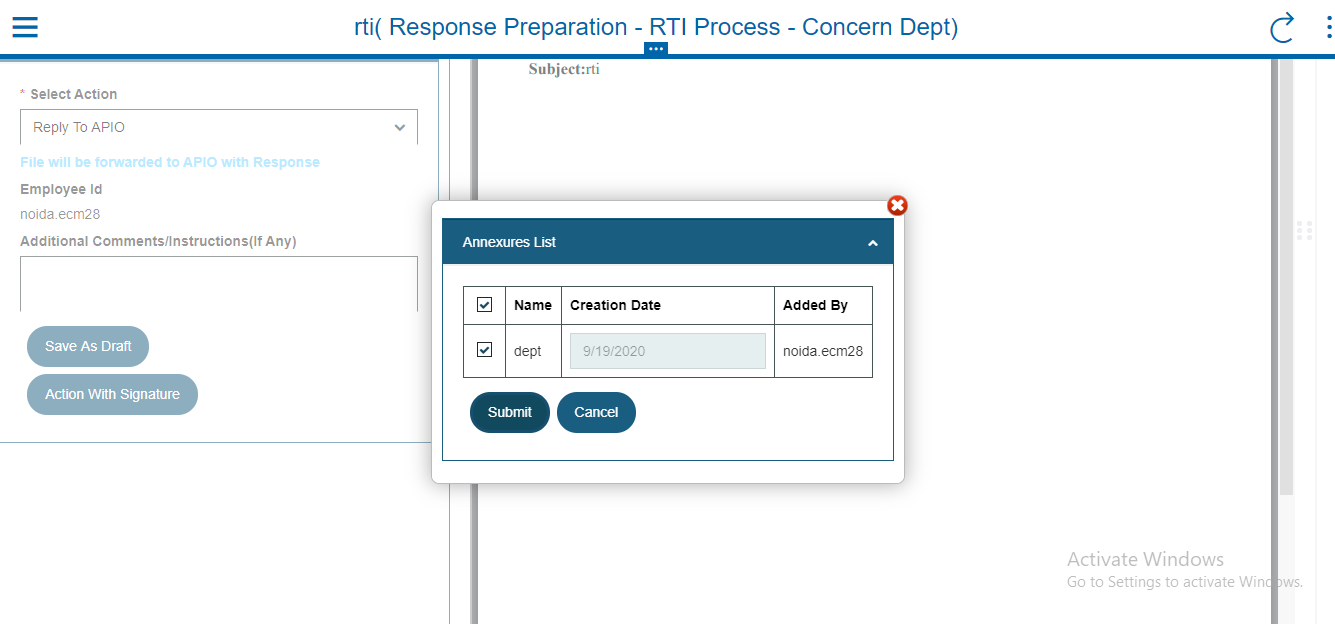 rti( Response Preparation - RTI Process - Concern Dept)
* Select Action
Reply To APIO
File will be forwarded to APIO with Response
Employee Id
noida.ecm28
Additional Comments/Instructions(If Any)
Save As Draft
Action With Signature
Subject:rti
Annexures List
Name Creation Date Added By
dept 9/19/2020 noida.ecm28
Submit Cancel
Activate Windows
Go to Settings to activate Windows.